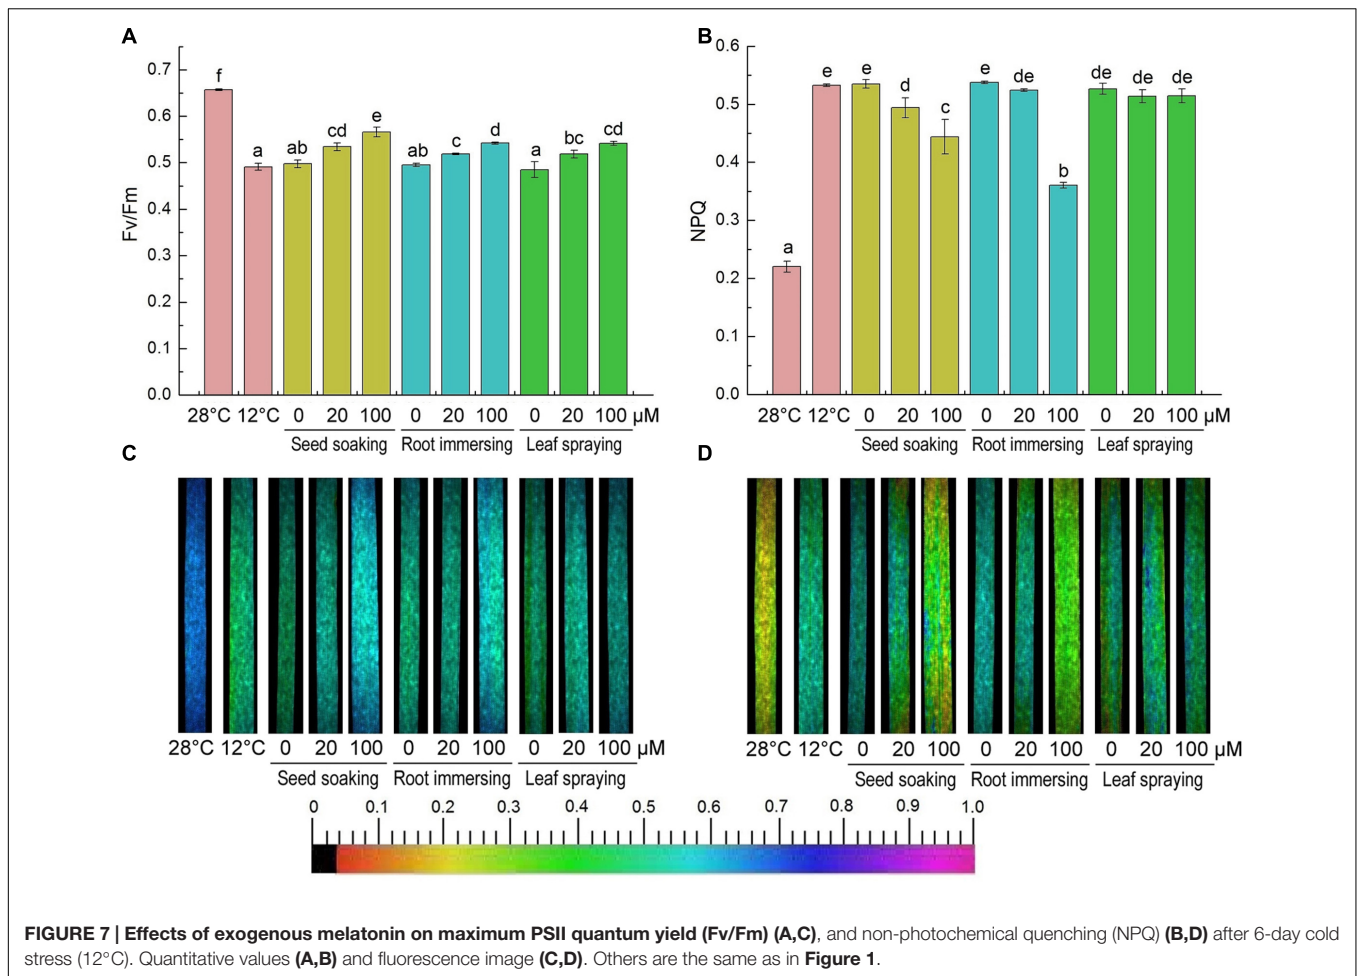 A
0.7
0.6
0.5
0.4
0.3
0.2
0.1
0.0
Fv/Fm
f a ab cd e ab c d a bc cd
28°C 12°C 0 20 100 0 20 100 0 20 100 µM
Seed soaking Root immersing Leaf spraying
B
0.6
0.5
0.4
0.3
0.2
0.1
0.0
NPQ
a e e d c e de b de de de
28°C 12°C 0 20 100 0 20 100 0 20 100 µM
Seed soaking Root immersing Leaf spraying
C
28°C 12°C 0 20 100 0 20 100 0 20 100 µM
Seed soaking Root immersing Leaf spraying
D
28°C 12°C 0 20 100 0 20 100 0 20 100 µM
Seed soaking Root immersing Leaf spraying
0 0.1 0.2 0.3 0.4 0.5 0.6 0.7 0.8 0.9 1.0
FIGURE 7 | Effects of exogenous melatonin on maximum PSII quantum yield (Fv/Fm) (A,C), and non-photochemical quenching (NPQ) (B,D) after 6-day cold
stress (12°C). Quantitative values (A,B) and fluorescence image (C,D). Others are the same as in Figure 1.